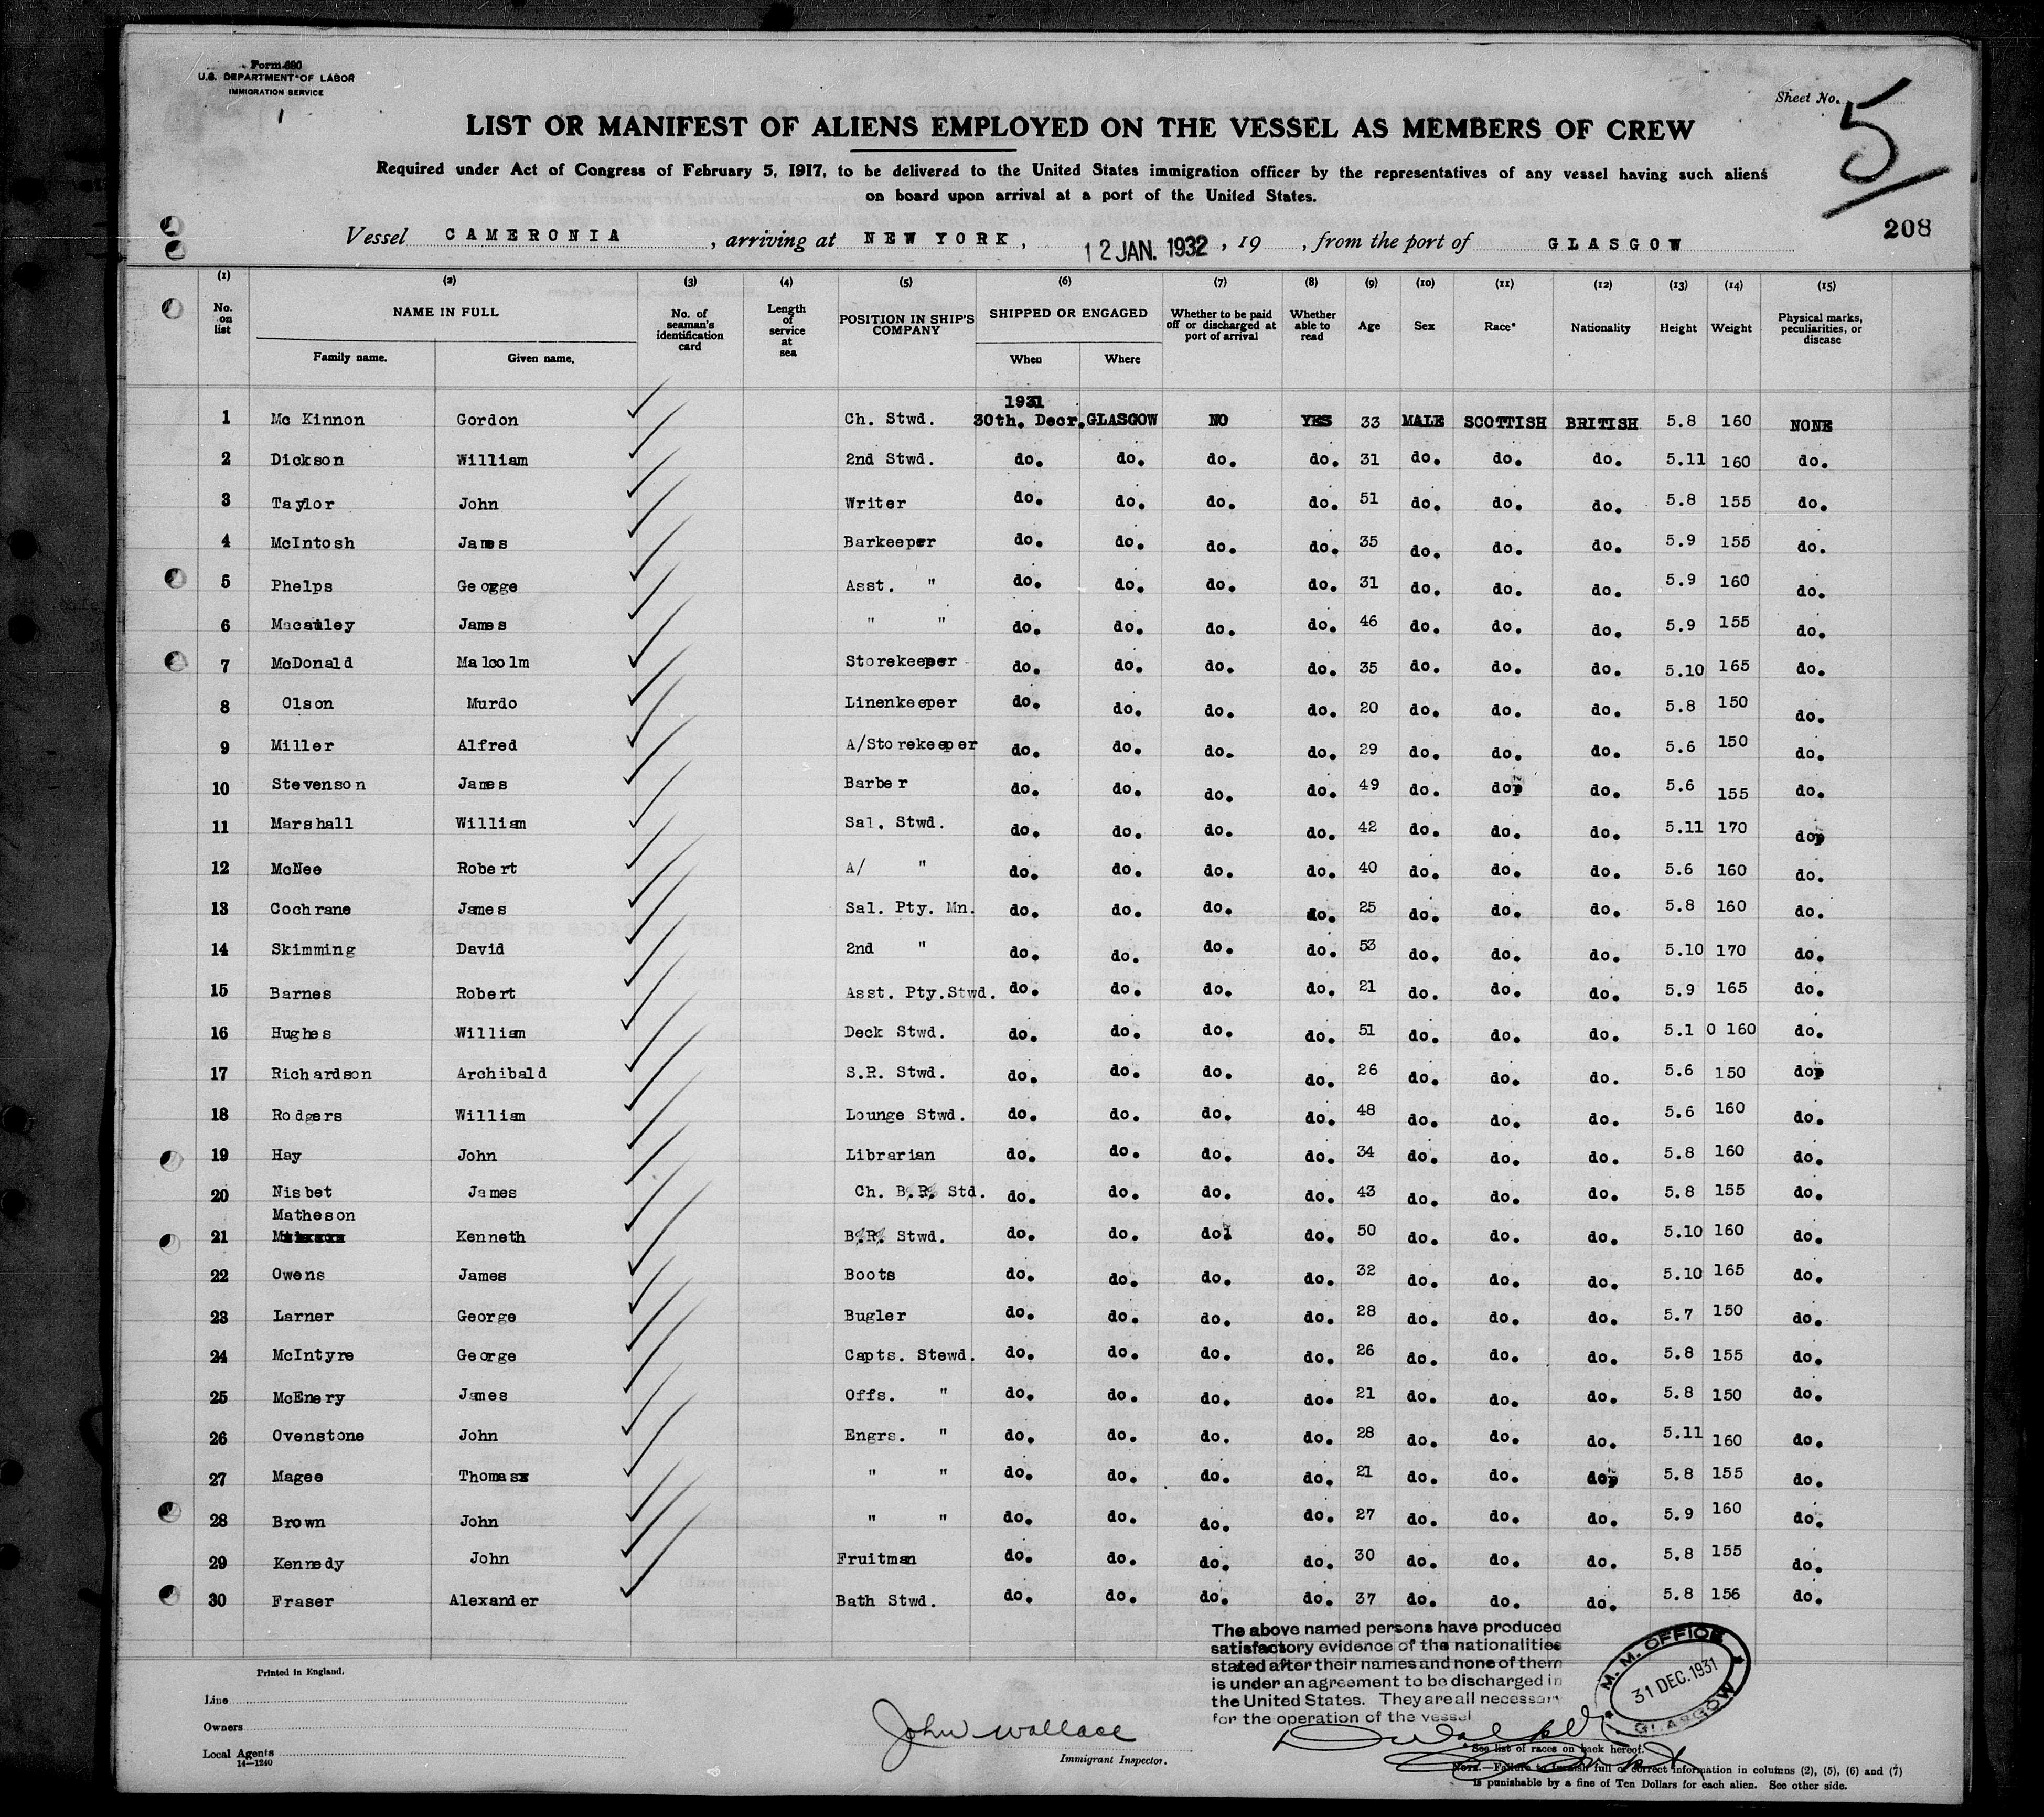 Form 680
U.S. DEPARTMENT OF LABOR
IMMIGRATION SERVICE
Sheet No. 5
LIST OR MANIFEST OF ALIENS EMPLOYED ON THE VESSEL AS MEMBERS OF CREW
Required under Act of Congress of February 5, 1917, to be delivered to the United States immigration officer by the representatives of any vessel having such aliens
on board upon arrival at a port of the United States.
208
Vessel CAMERONIA, arriving at NEW YORK, 12 JAN. 1932, 19 , from the port of GLASGOW
(1) (2) (3) (4) (5) (6) (7) (8) (9) (10) (11) (12) (13) (14) (15)
No. on list NAME IN FULL Family name. Given name. No. of seaman's identification card Length of service at sea POSITION IN SHIP'S COMPANY SHIPPED OR ENGAGED When Where Whether to be paid off or discharged at port of arrival Whether able to read Age Sex Race* Nationality Height Weight Physical marks, peculiarities, or disease
1931
1 Mc Kinnon Gordon Ch. Stwd. 30th. Decr. GLASGOW NO YES 33 MALE SCOTTISH BRITISH 5.8 160 NONE
2 Dickson William 2nd Stwd. do. do. do. do. 31 do. do. do. 5.11 160 do.
3 Taylor John Writer do. do. do. do. 51 do. do. do. 5.8 155 do.
4 McIntosh James Barkeeper do. do. do. do. 35 do. do. do. 5.9 155 do.
5 Phelps George Asst. " do. do. do. do. 31 do. do. do. 5.9 160 do.
6 Macauley James " " do. do. do. do. 46 do. do. do. 5.9 155 do.
7 McDonald Malcolm Storekeeper do. do. do. do. 35 do. do. do. 5.10 165 do.
8 Olson Murdo Linenkeeper do. do. do. do. 20 do. do. do. 5.8 150 do.
9 Miller Alfred A/Storekeeper do. do. do. do. 29 do. do. do. 5.6 150 do.
10 Stevenson James Barber do. do. do. do. 49 do. do. do. 5.6 155 do.
11 Marshall William Sal. Stwd. do. do. do. do. 42 do. do. do. 5.11 170 do.
12 McNee Robert A/ " do. do. do. do. 40 do. do. do. 5.6 160 do.
13 Cochrane James Sal. Pty. Mn. do. do. do. do. 25 do. do. do. 5.8 160 do.
14 Skimming David 2nd " do. do. do. do. 53 do. do. do. 5.10 170 do.
15 Barnes Robert Asst. Pty.Stwd. do. do. do. do. 21 do. do. do. 5.9 165 do.
16 Hughes William Deck Stwd. do. do. do. do. 51 do. do. do. 5.10 160 do.
17 Richardson Archibald S.R. Stwd. do. do. do. do. 26 do. do. do. 5.6 150 do.
18 Rodgers William Lounge Stwd. do. do. do. do. 48 do. do. do. 5.6 160 do.
19 Hay John Librarian do. do. do. do. 34 do. do. do. 5.8 160 do.
20 Nisbet James Ch. B.R. Std. do. do. do. do. 43 do. do. do. 5.8 155 do.
Matheson
21 Kenneth B.R. Stwd. do. do. do. do. 50 do. do. do. 5.10 160 do.
22 Owens James Boots do. do. do. do. 32 do. do. do. 5.10 165 do.
23 Larner George Bugler do. do. do. do. 28 do. do. do. 5.7 150 do.
24 McIntyre George Capts. Stewd. do. do. do. do. 26 do. do. do. 5.8 155 do.
25 McEnery James Offs. " do. do. do. do. 21 do. do. do. 5.8 150 do.
26 Ovenstone John Engrs. " do. do. do. do. 28 do. do. do. 5.11 160 do.
27 Magee Thomas " " do. do. do. do. 21 do. do. do. 5.8 155 do.
28 Brown John " " do. do. do. do. 27 do. do. do. 5.9 160 do.
29 Kennedy John Fruitman do. do. do. do. 30 do. do. do. 5.8 155 do.
30 Fraser Alexander Bath Stwd. do. do. do. do. 37 do. do. do. 5.8 156 do.
The above named persons have produced
satisfactory evidence of the nationalities
stated after their names and none of them
is under an agreement to be discharged in
the United States. They are all necessary
for the operation of the vessel
M. M. OFFICE
31 DEC. 1931
GLASGOW
Printed in England.
Line
Owners
Local Agents
14—1240
John Wallace
Immigrant Inspector.
* See list of races on back hereof.
NOTE.—Failure to furnish full or correct information in columns (2), (5), (6) and (7)
is punishable by a fine of Ten Dollars for each alien. See other side.